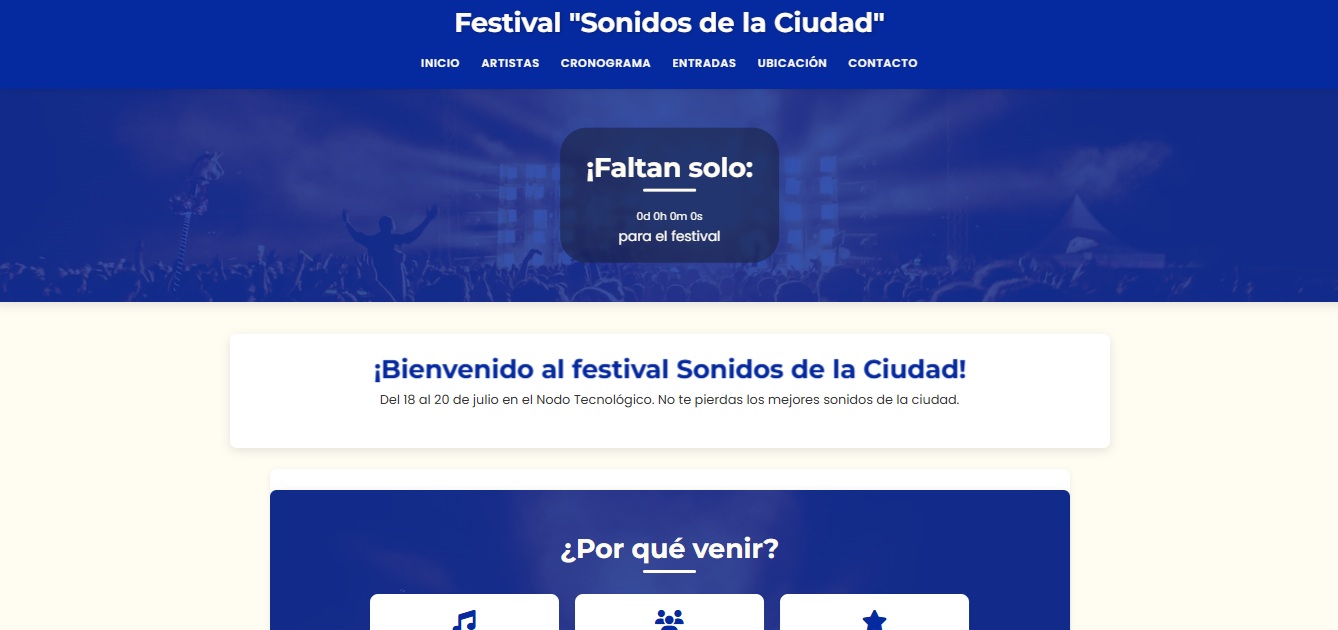 Festival "Sonidos de la Ciudad"
INICIO ARTISTAS CRONOGRAMA ENTRADAS UBICACIÓN CONTACTO
¡Faltan solo:
0d 0h 0m 0s
para el festival
¡Bienvenido al festival Sonidos de la Ciudad!
Del 18 al 20 de julio en el Nodo Tecnológico. No te pierdas los mejores sonidos de la ciudad.
¿Por qué venir?